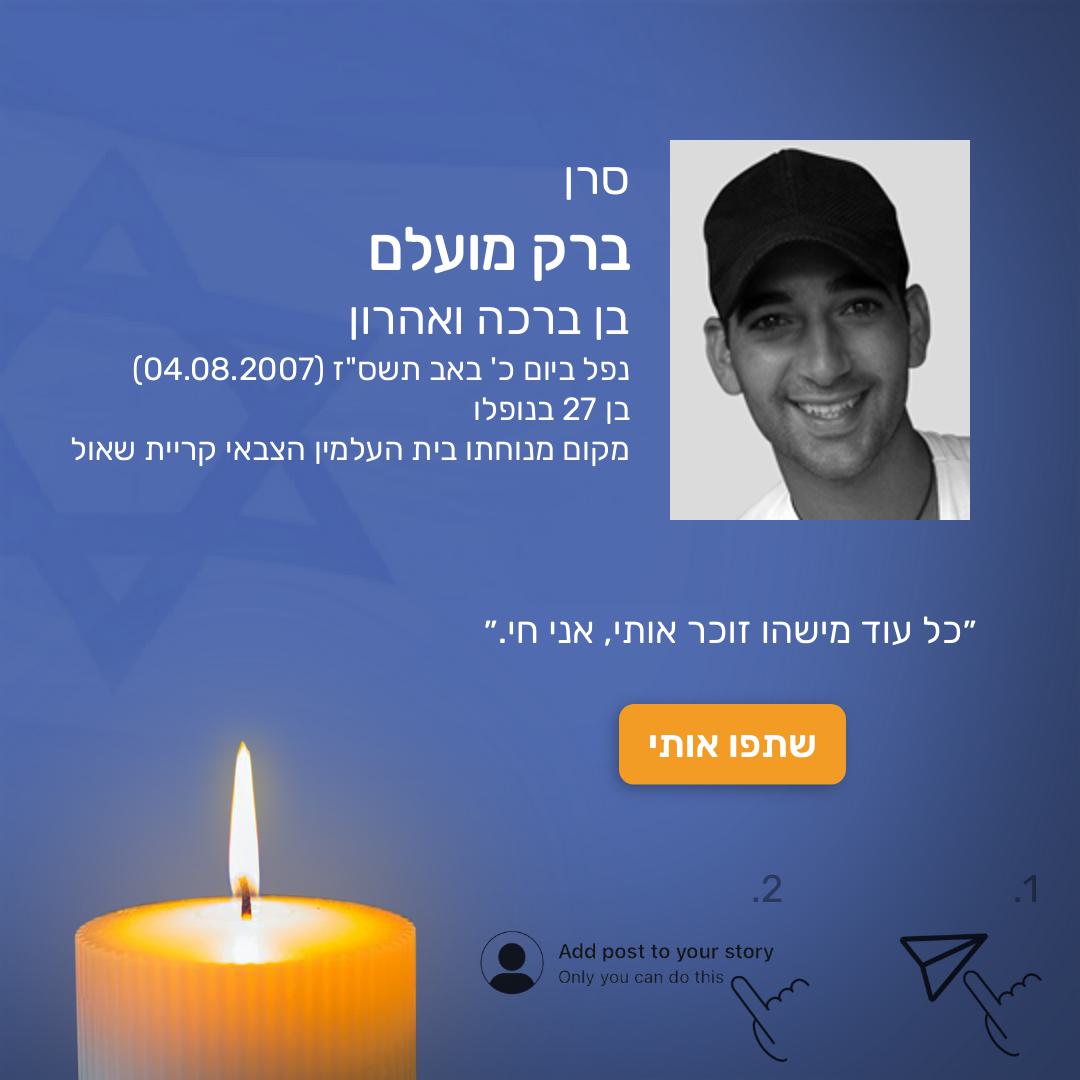 סרן
ברק מועלם
בן ברכה ואהרון
נפל ביום כ' באב תשס"ז (04.08.2007)
בן 27 בנופלו
מקום מנוחתו בית העלמין הצבאי קריית שאול
״כל עוד מישהו זוכר אותי, אני חי.״
שתפו אותי
1.
2.
Add post to your story
Only you can do this